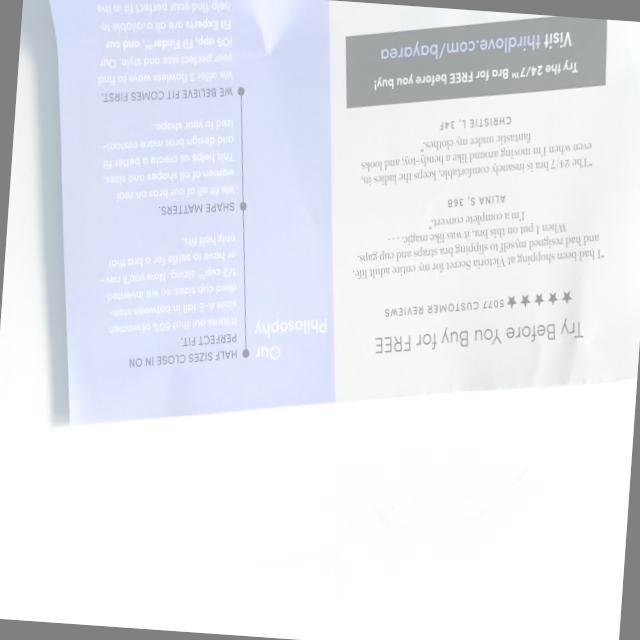 Try Before You Buy for FREE
★★★★★ 5077 CUSTOMER REVIEWS
"I had been shopping at Victoria Secret for my entire adult life,
and had resigned myself to slipping bra straps and cup gaps.
When I put on this bra, it was like magic. . . .
I'm a complete convert."
ALINA S, 36B
"The 24/7 bra is insanely comfortable, keeps the ladies in,
even when I'm moving around like a bendy-toy, and looks
fantastic under my clothes."
CHRISTIE L, 34F
Try the 24/7™ Bra for FREE before you buy!
Visit thirdlove.com/bayarea
Our
Philosophy
HALF SIZES CLOSE IN ON
PERFECT FIT.
It turns out that 50% of women
sizes A-E fall in between stan-
dard cup sizes, so we invented
1/2 cup™ sizing. Now you'll nev-
er have to settle for a bra that
only half fits.
SHAPE MATTERS.
We fit all of our bras on real
women of all shapes and sizes.
This helps us create a better fit
and design bras more custom-
ized to your shape.
WE BELIEVE FIT COMES FIRST.
We offer 3 flawless ways to find
your perfect size and style. Our
iOS app, Fit Finder™, and our
Fit Experts are all available to
help find your perfect fit in the